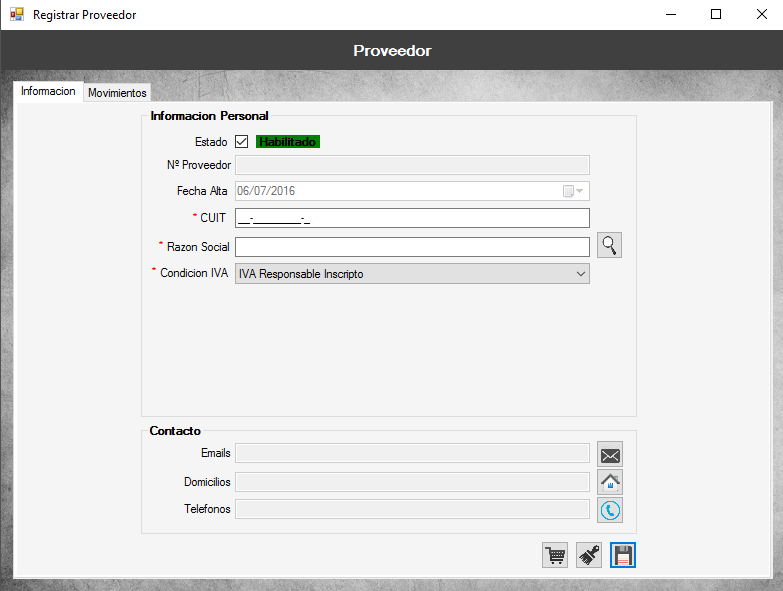 Registrar Proveedor
Proveedor
Informacion
Movimientos
Informacion Personal
Estado Habilitado
Nº Proveedor
Fecha Alta 06/07/2016
* CUIT __-________-_
* Razon Social
* Condicion IVA IVA Responsable Inscripto
Contacto
Emails
Domicilios
Telefonos